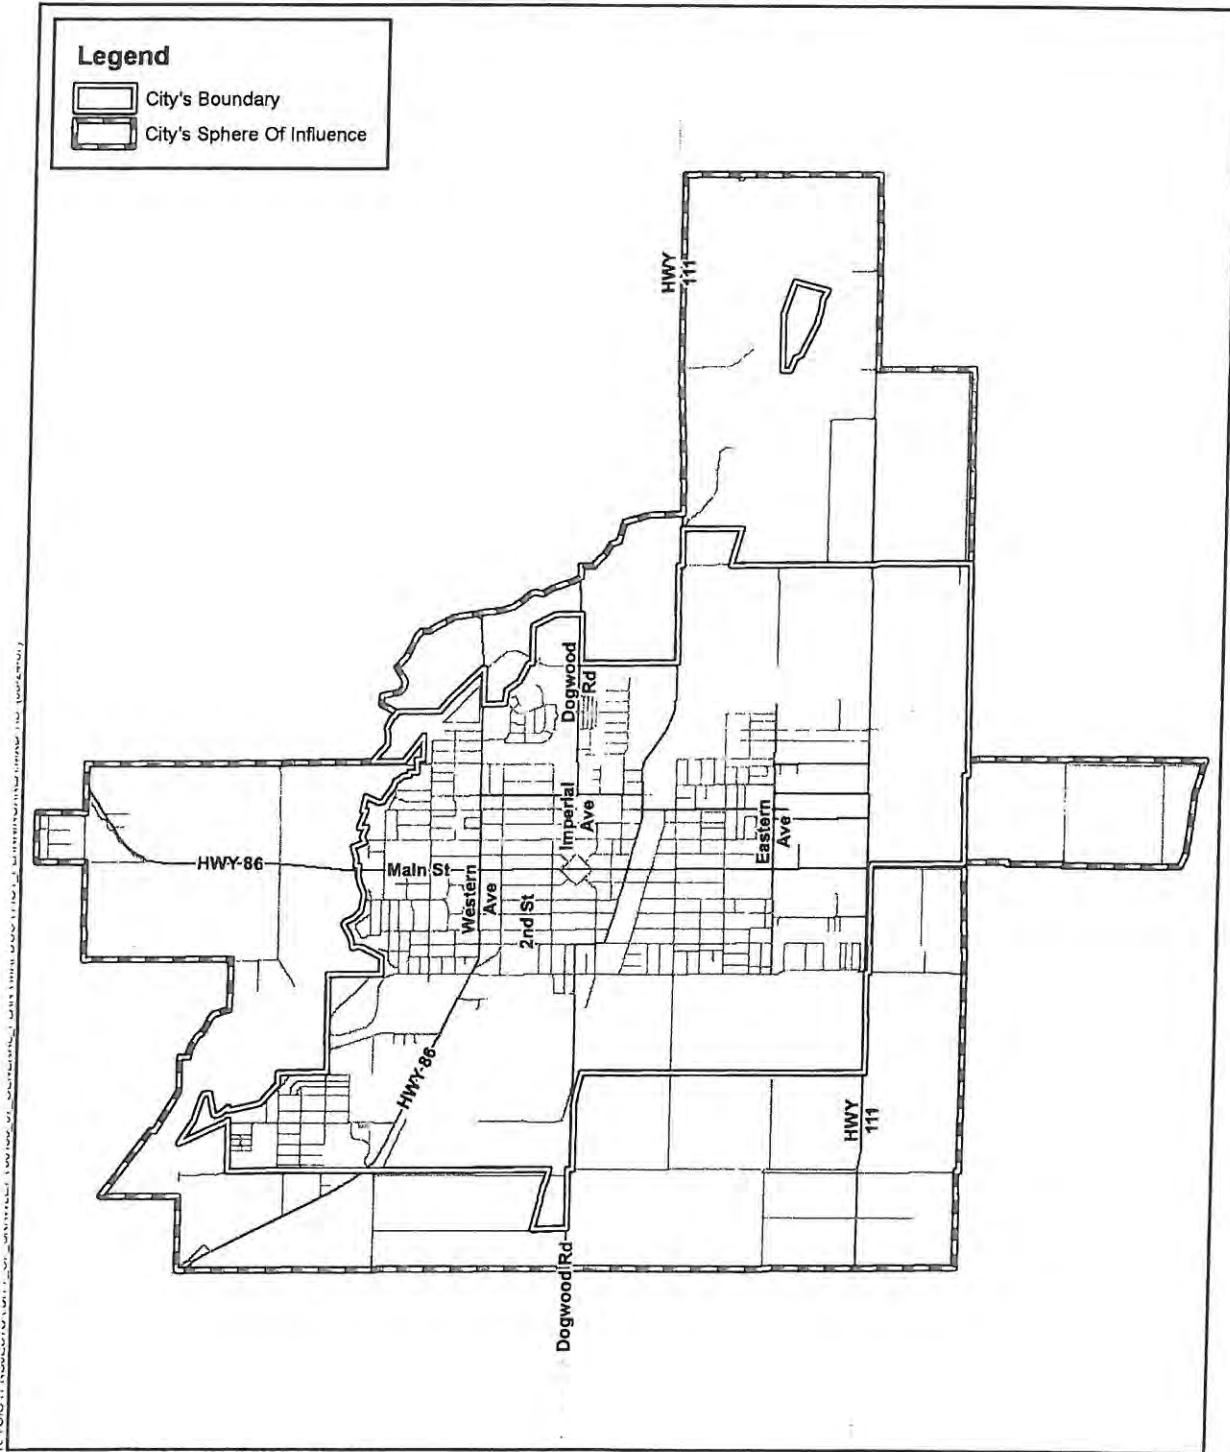 Legend
City's Boundary
City's Sphere Of Influence
HWY
111
HWY 86
Main St
Western
Ave
2nd St
Imperial
Ave
Dogwood
Rd
Eastern
Ave
HWY 86
HWY
111
Dogwood Rd